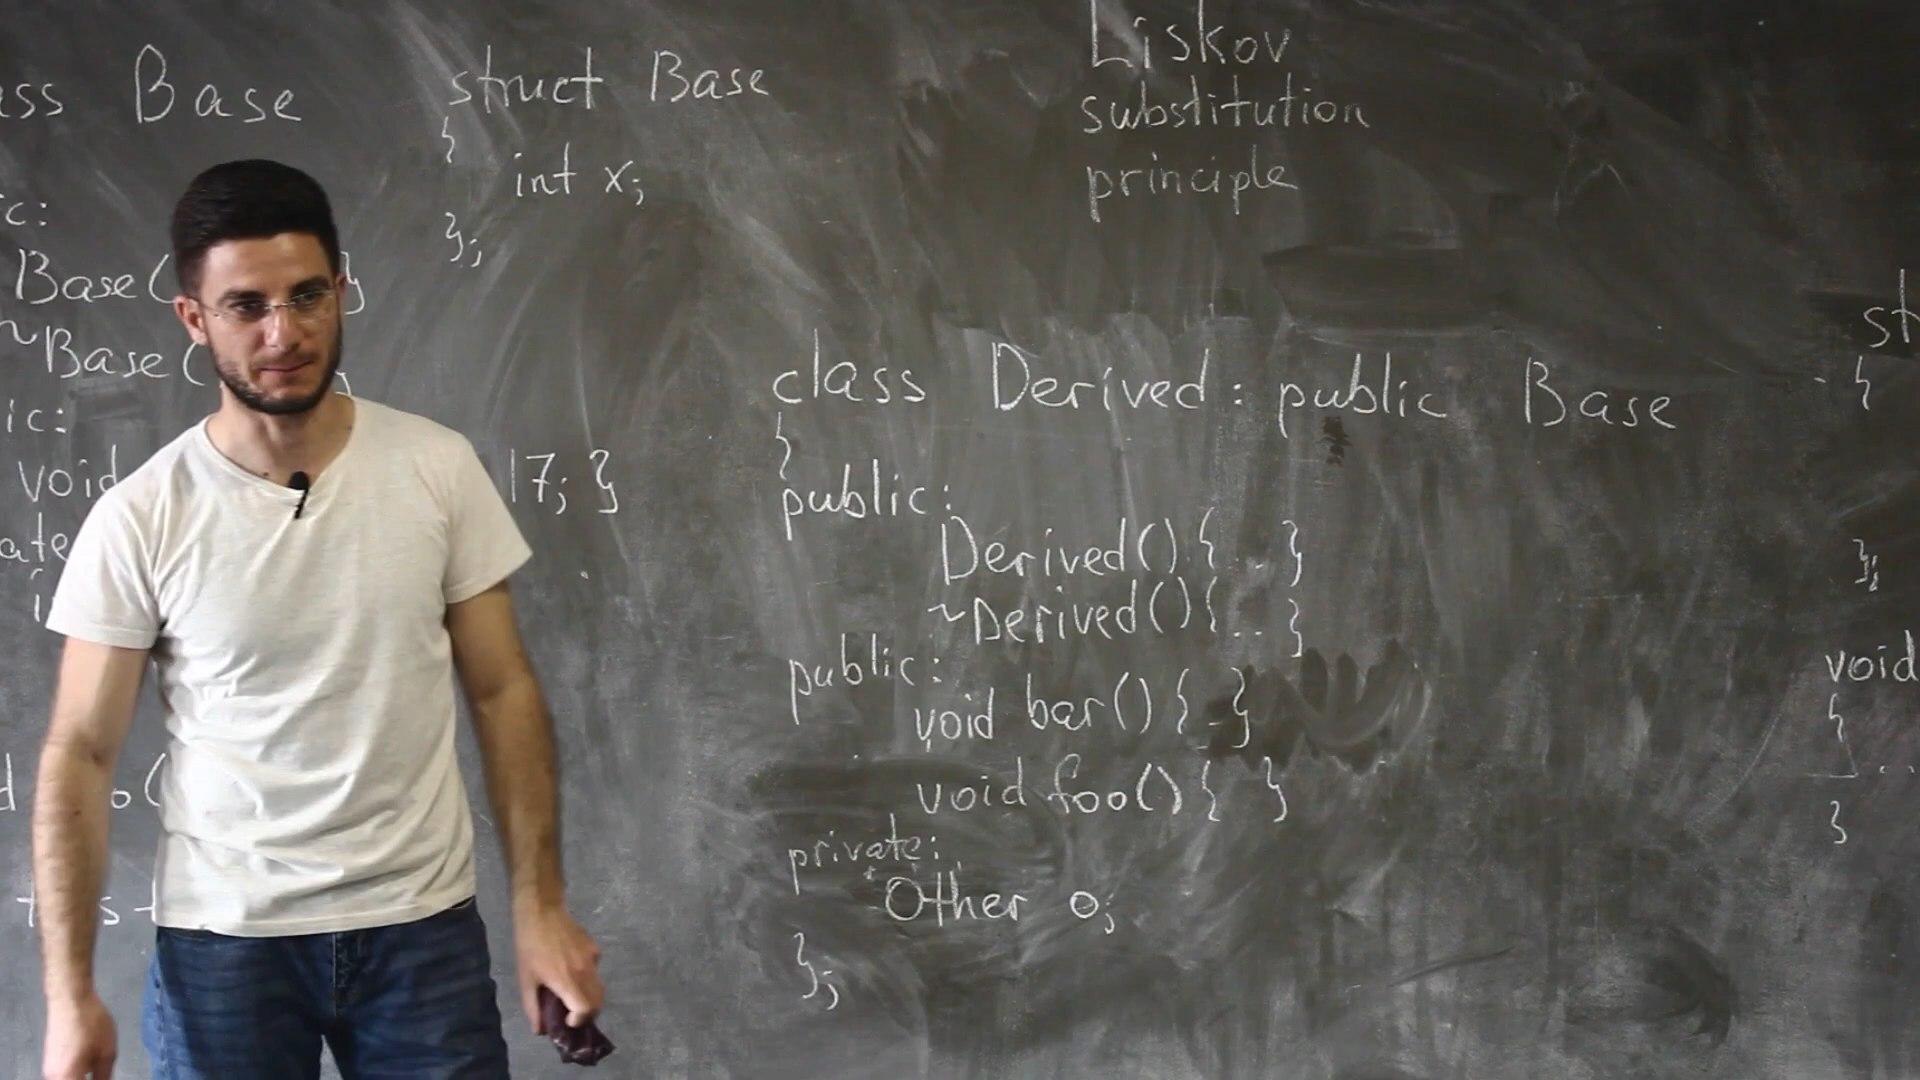 Base
c:
Base(
}
~Base(
ic:
void
17; }
ate
i
o(
struct Base
{
int x;
};
Liskov
substitution
principle
class Derived: public Base
{
public:
Derived() { .. }
~Derived() { .. }
public:
void bar() { - }
void foo() { }
private:
Other o;
};
st
{
};
void
{
...
}